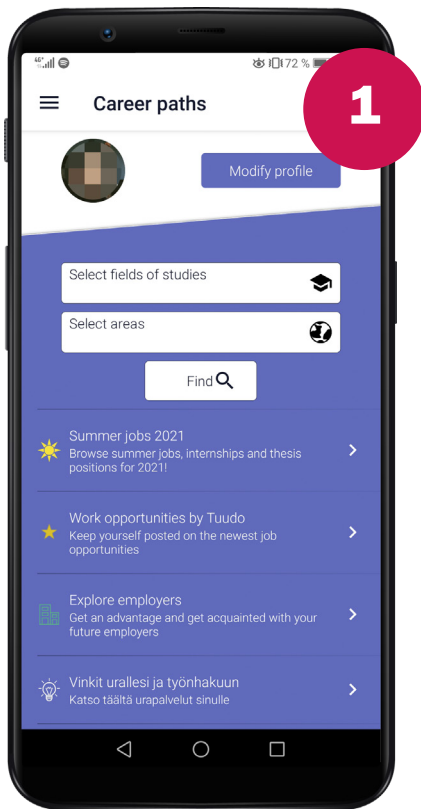 72 %
1
Career paths
Modify profile
Select fields of studies
Select areas
Find
Summer jobs 2021
Browse summer jobs, internships and thesis
positions for 2021!
Work opportunities by Tuudo
Keep yourself posted on the newest job
opportunities
Explore employers
Get an advantage and get acquainted with your
future employers
Vinkit urallesi ja työnhakuun
Katso täältä urapalvelut sinulle